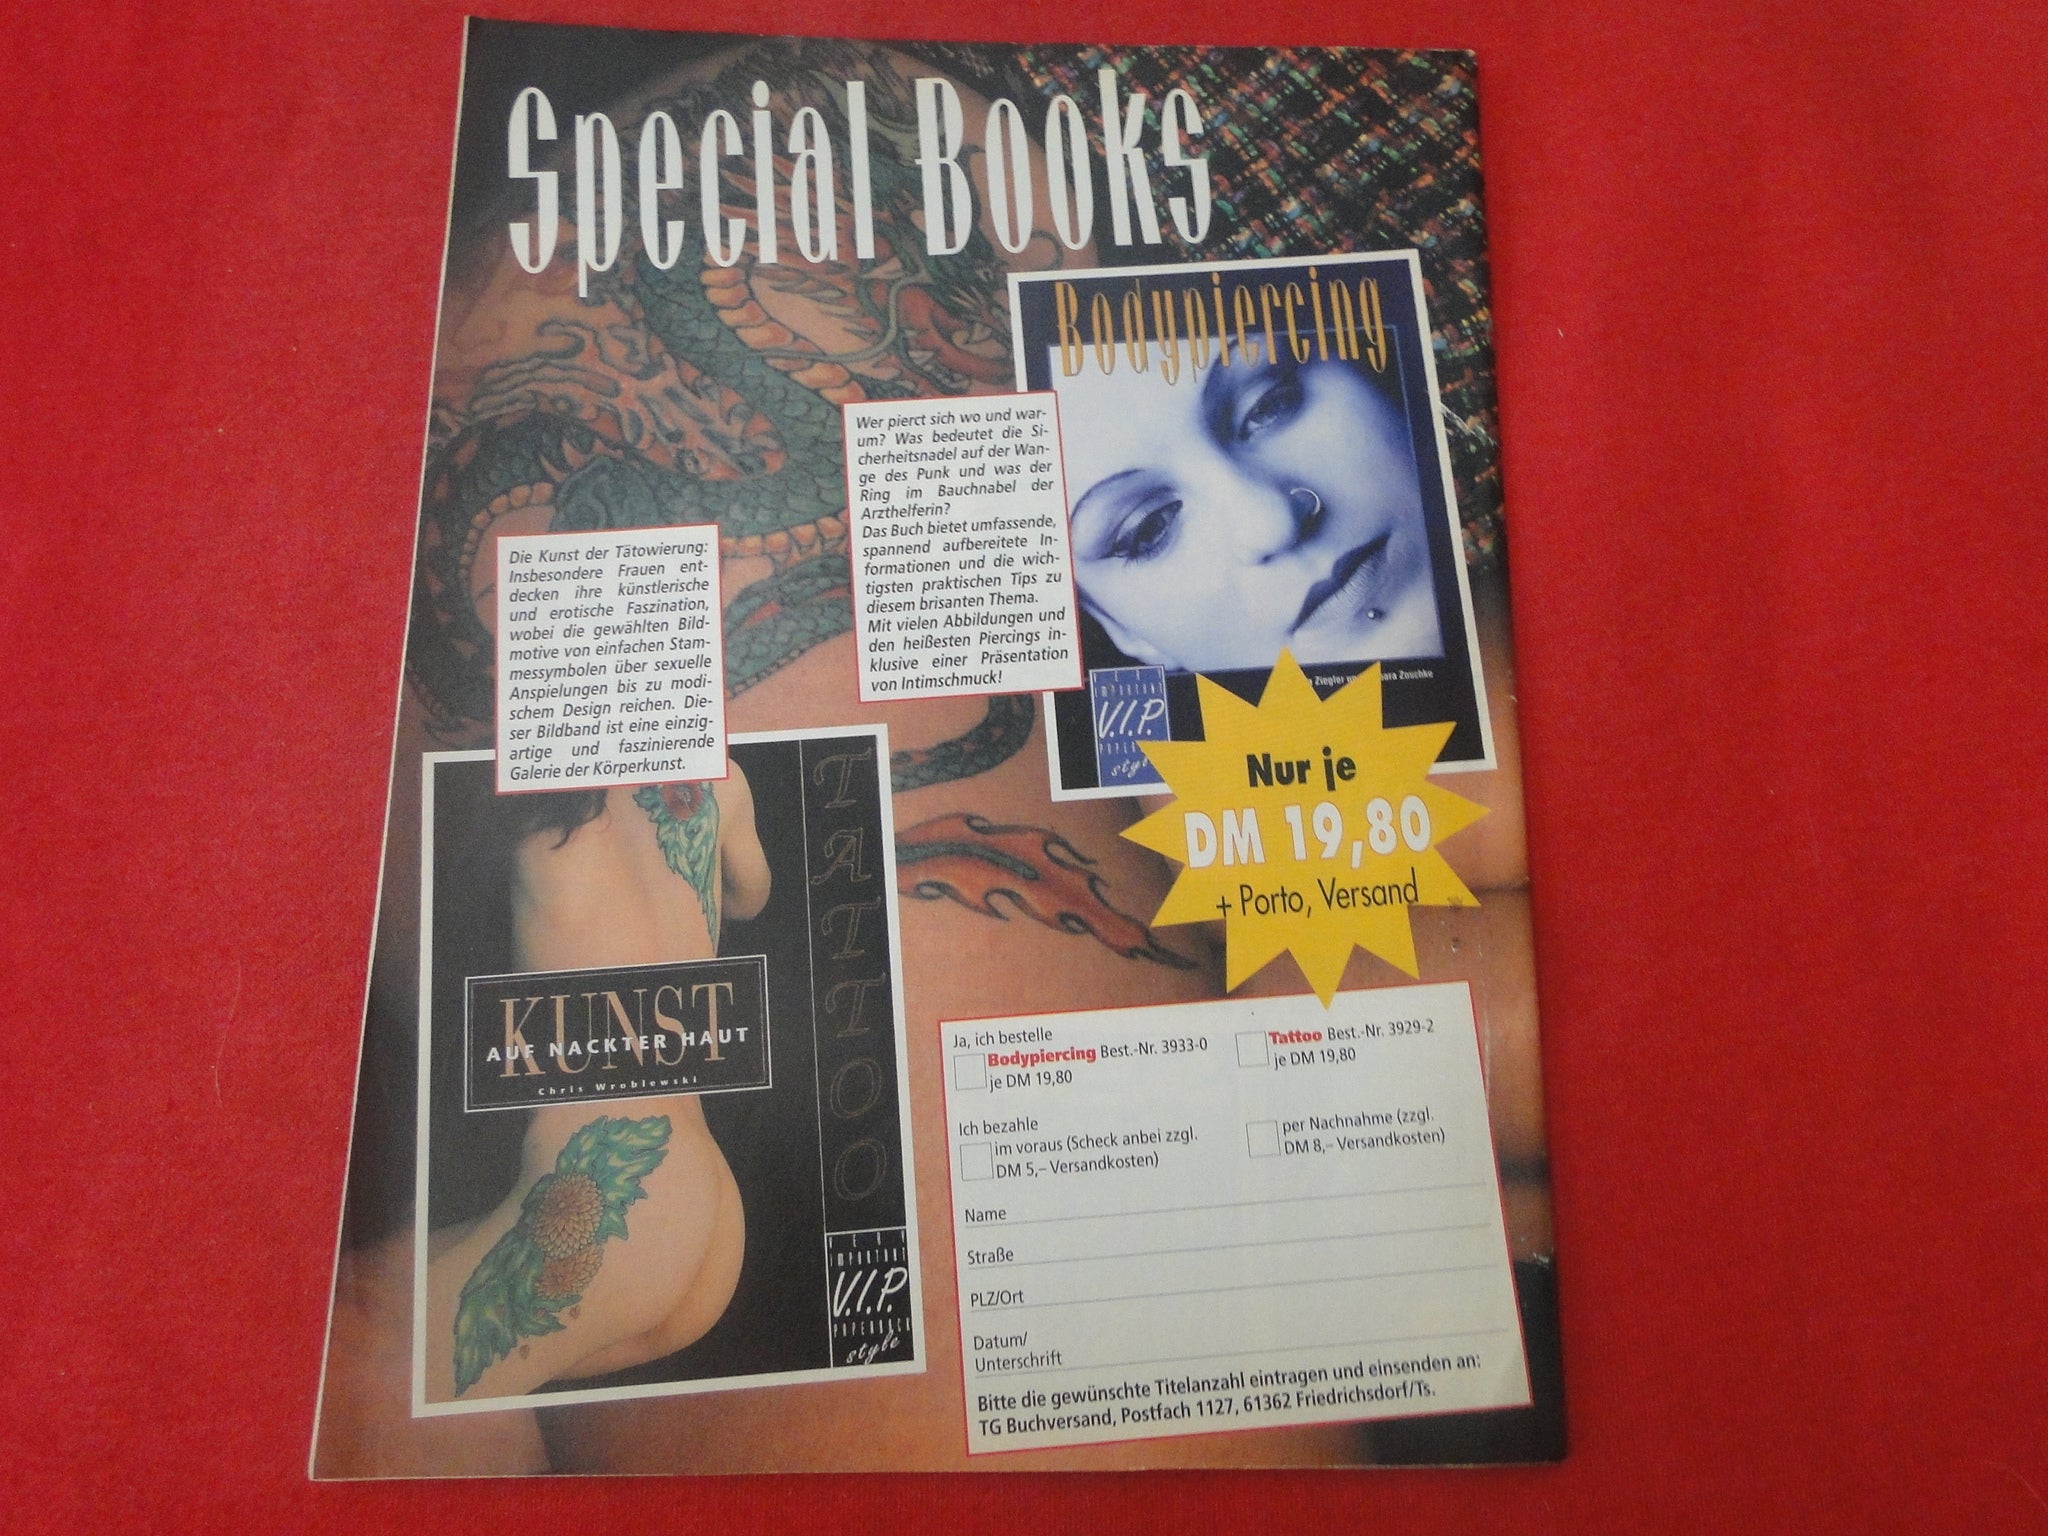 Special Books
Bodypiercing
Wer pierct sich wo und war-
um? Was bedeutet die Si-
cherheitsnadel auf der Wan-
ge des Punk und was der
Ring im Bauchnabel der
Arzthelferin?
Das Buch bietet umfassende,
spannend aufbereitete In-
formationen und die wich-
tigsten praktischen Tips zu
diesem brisanten Thema.
Mit vielen Abbildungen und
den heißesten Piercings in-
klusive einer Präsentation
von Intimschmuck!
Ziegler
Zoschke
VERY
IMPORTANT
V.I.P.
Die Kunst der Tätowierung:
Insbesondere Frauen ent-
decken ihre künstlerische
und erotische Faszination,
wobei die gewählten Bild-
motive von einfachen Stam-
messymbolen über sexuelle
Anspielungen bis zu modi-
schem Design reichen. Die-
ser Bildband ist eine einzig-
artige und faszinierende
Galerie der Körperkunst.
TATTOO
KUNST
AUF NACKTER HAUT
Chris Wroblewski
VERY
IMPORTANT
V.I.P.
PAPERBACK
style
Nur je
DM 19,80
+ Porto, Versand
Ja, ich bestelle
Bodypiercing Best.-Nr. 3933-0
je DM 19,80
Tattoo Best.-Nr. 3929-2
je DM 19,80
Ich bezahle
im voraus (Scheck anbei zzgl.
DM 5,– Versandkosten)
per Nachnahme (zzgl.
DM 8,– Versandkosten)
Name
Straße
PLZ/Ort
Datum/
Unterschrift
Bitte die gewünschte Titelanzahl eintragen und einsenden an:
TG Buchversand, Postfach 1127, 61362 Friedrichsdorf/Ts.